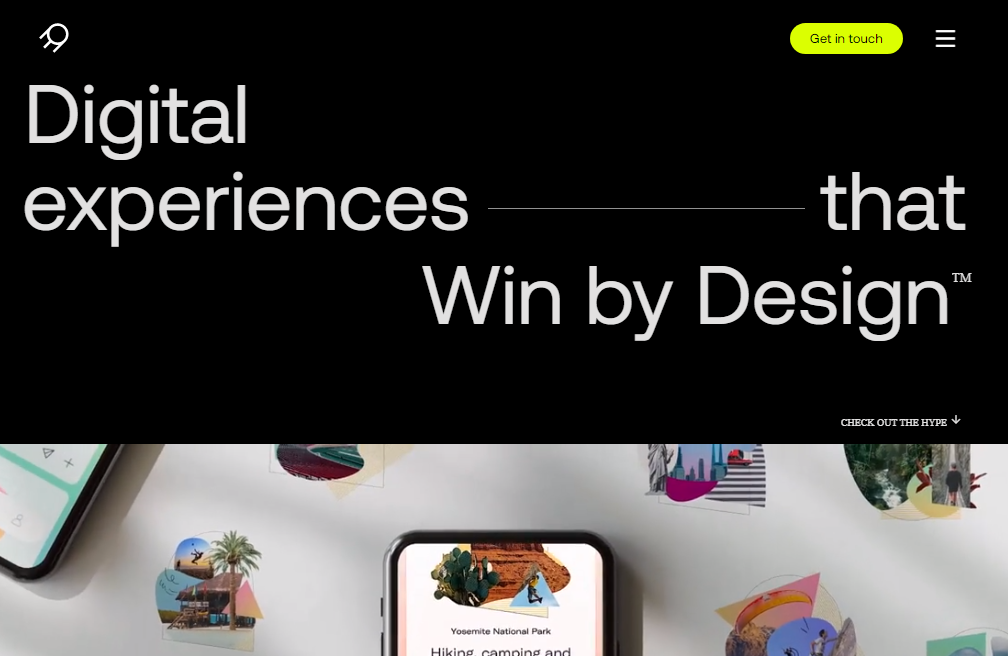 Get in touch
Digital
experiences that
Win by Design™
CHECK OUT THE HYPE ↓
Yosemite National Park
Hiking, camping and